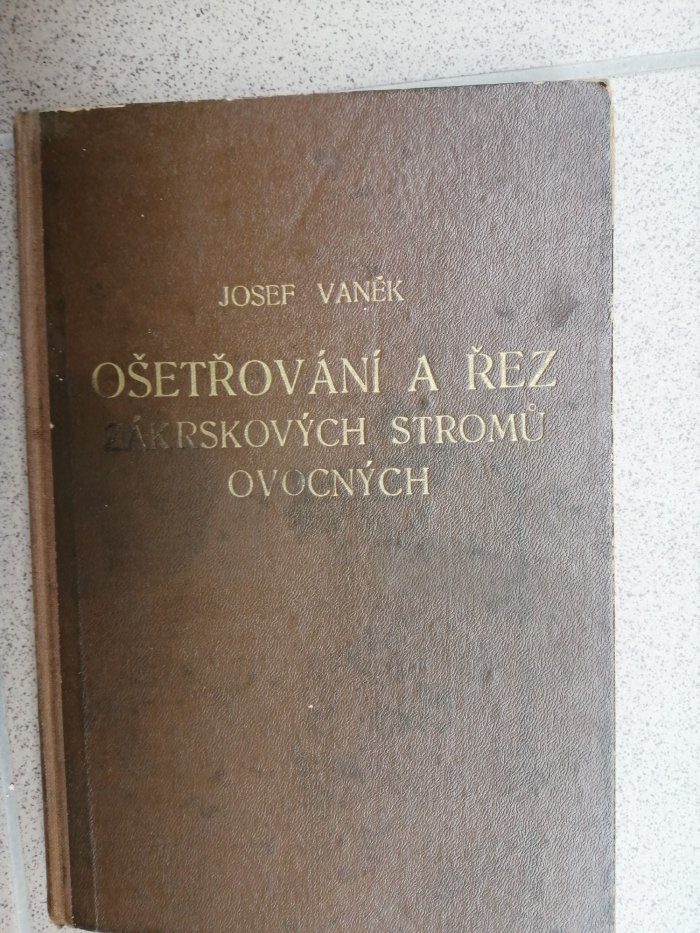 JOSEF VANĚK
OŠETŘOVÁNÍ A ŘEZ
ZÁKRSKOVÝCH STROMŮ
OVOCNÝCH